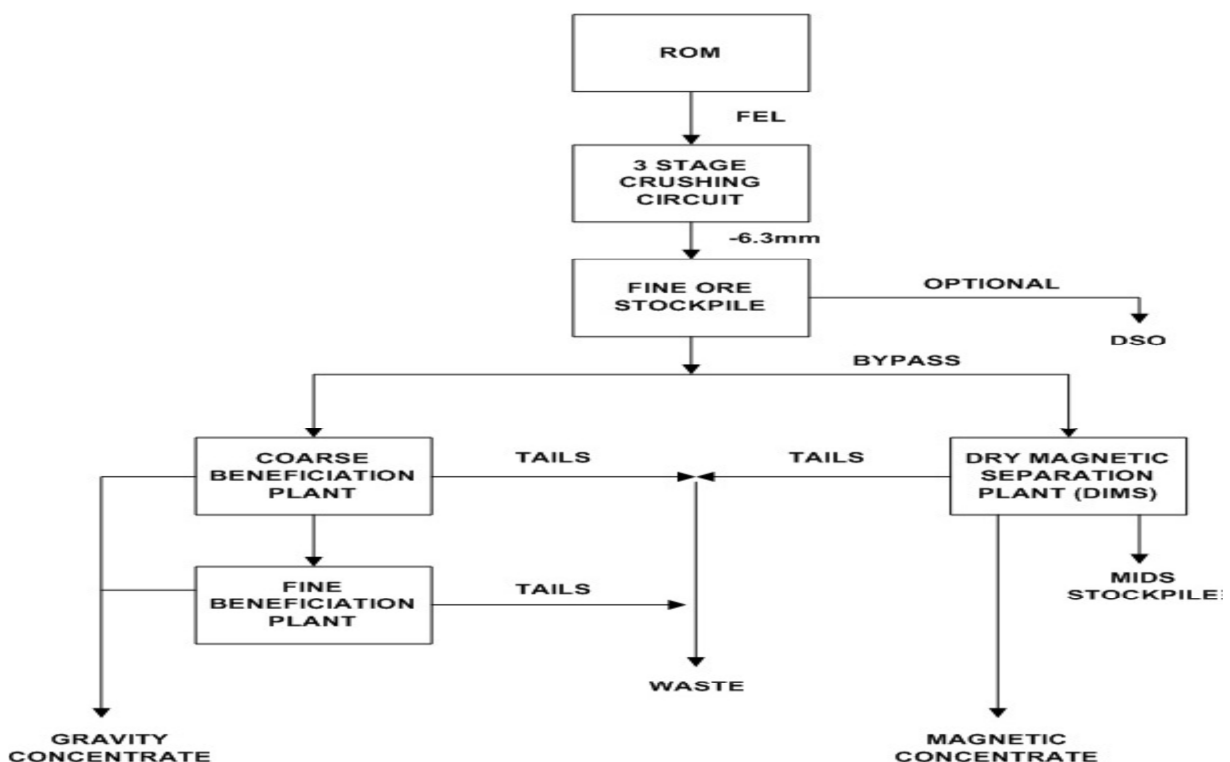 ROM
FEL
3 STAGE
CRUSHING
CIRCUIT
-6.3mm
FINE ORE
STOCKPILE
OPTIONAL
DSO
BYPASS
COARSE
BENEFICIATION
PLANT
TAILS
TAILS
DRY MAGNETIC
SEPARATION
PLANT (DIMS)
FINE
BENEFICIATION
PLANT
TAILS
MIDS
STOCKPILE
WASTE
GRAVITY
CONCENTRATE
MAGNETIC
CONCENTRATE